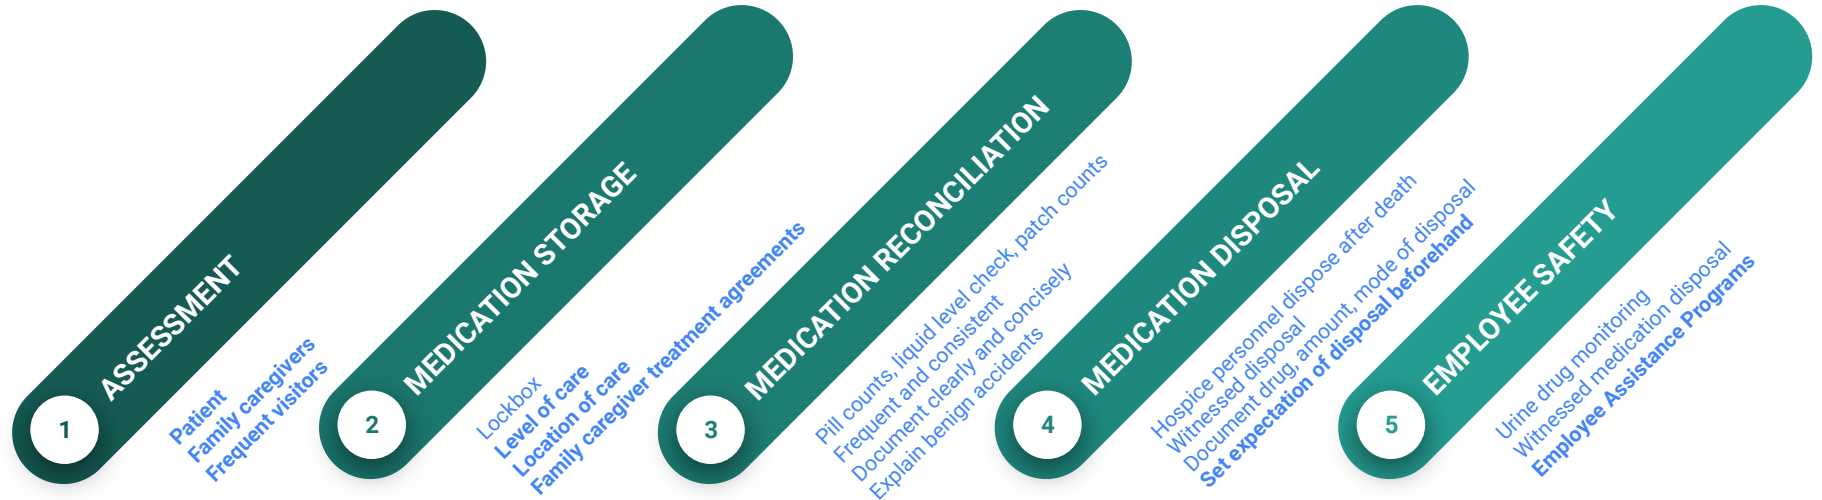 1
ASSESSMENT
Patient
Family caregivers
Frequent visitors
2
MEDICATION STORAGE
Lockbox
Level of care
Location of care
Family caregiver treatment agreements
3
MEDICATION RECONCILIATION
Pill counts, liquid level check, patch counts
Frequent and consistent
Document clearly and concisely
Explain benign accidents
4
MEDICATION DISPOSAL
Hospice personnel dispose after death
Witnessed disposal
Document drug, amount, mode of disposal
Set expectation of disposal beforehand
5
EMPLOYEE SAFETY
Urine drug monitoring
Witnessed medication disposal
Employee Assistance Programs